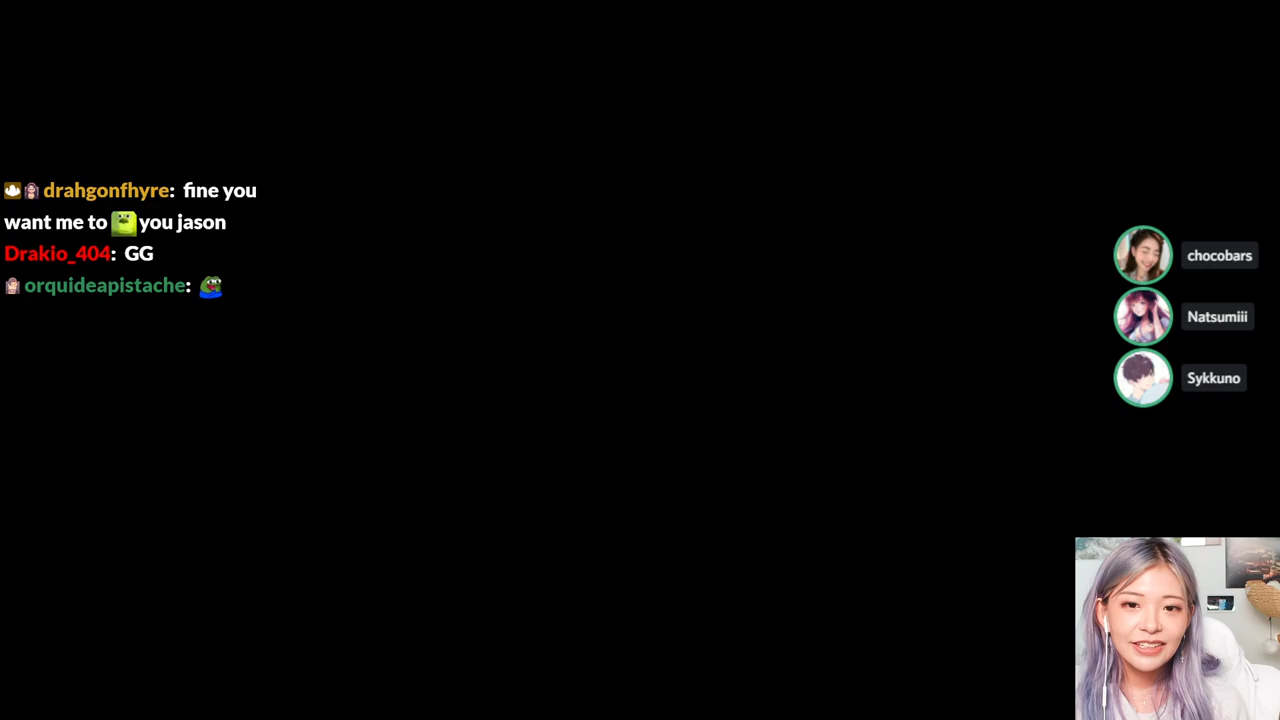 drahgonfhyre: fine you
want me to you jason
Drakio_404: GG
orquideapistache:
chocobars
Natsumiii
Sykkuno